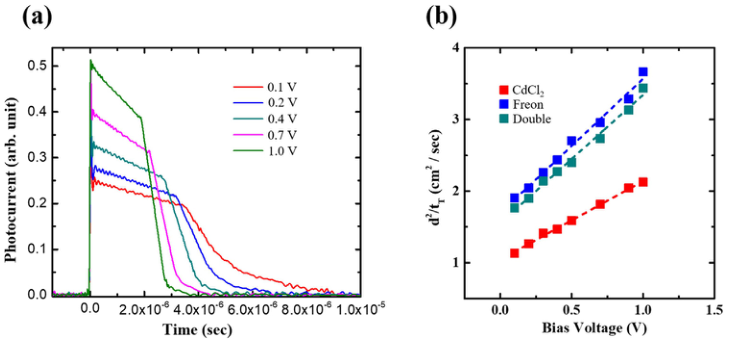 (a)
0.5
0.4
0.3
0.2
0.1
0.0
Photocurrent (arb. unit)
0.1 V
0.2 V
0.4 V
0.7 V
1.0 V
0.0 2.0x10⁻⁶ 4.0x10⁻⁶ 6.0x10⁻⁶ 8.0x10⁻⁶ 1.0x10⁻⁵
Time (sec)
(b)
4
3
2
1
d²/t_T (cm² / sec)
CdCl₂
Freon
Double
0.0 0.5 1.0 1.5
Bias Voltage (V)